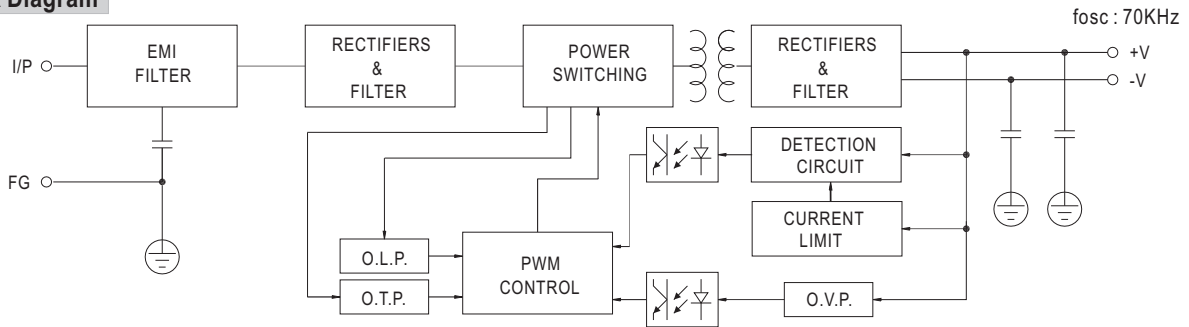 Diagram
fosc : 70KHz
I/P
EMI
FILTER
RECTIFIERS
&
FILTER
POWER
SWITCHING
RECTIFIERS
&
FILTER
+V
-V
DETECTION
CIRCUIT
FG
CURRENT
LIMIT
O.L.P.
PWM
CONTROL
O.T.P.
O.V.P.